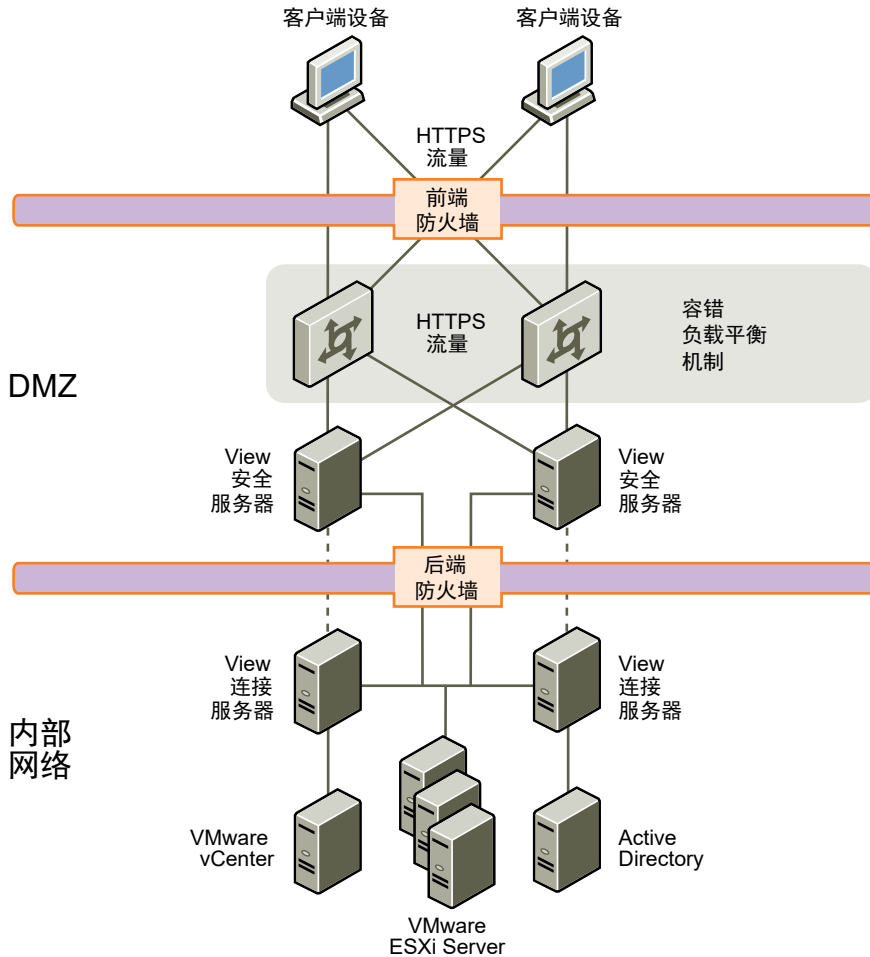 客户端设备
客户端设备
HTTPS
流量
前端
防火墙
HTTPS
流量
容错
负载平衡
机制
DMZ
View
安全
服务器
View
安全
服务器
后端
防火墙
View
连接
服务器
View
连接
服务器
内部
网络
VMware
vCenter
Active
Directory
VMware
ESXi Server